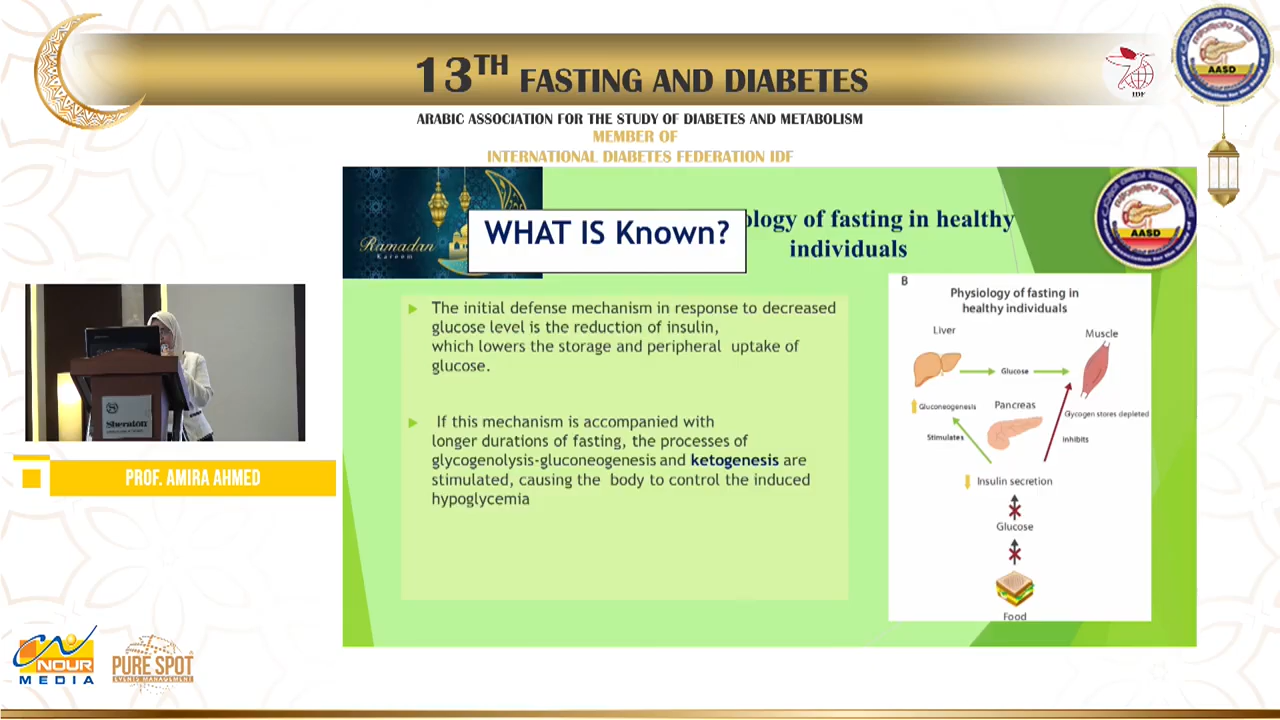 13TH FASTING AND DIABETES
IDF
AASD
ARABIC ASSOCIATION FOR THE STUDY OF DIABETES AND METABOLISM
MEMBER OF
INTERNATIONAL DIABETES FEDERATION IDF
Ramadan
Kareem
WHAT IS Known?
ology of fasting in healthy
individuals
AASD
The initial defense mechanism in response to decreased
glucose level is the reduction of insulin,
which lowers the storage and peripheral uptake of
glucose.
If this mechanism is accompanied with
longer durations of fasting, the processes of
glycogenolysis-gluconeogenesis and ketogenesis are
stimulated, causing the body to control the induced
hypoglycemia
B
Physiology of fasting in
healthy individuals
Liver
Muscle
Glucose
Gluconeogenesis
Pancreas
Glycogen stores depleted
Stimulates
Inhibits
Insulin secretion
Glucose
Food
Sheraton
PROF. AMIRA AHMED
NOUR
MEDIA
PURE SPOT
EVENTS MANAGEMENT